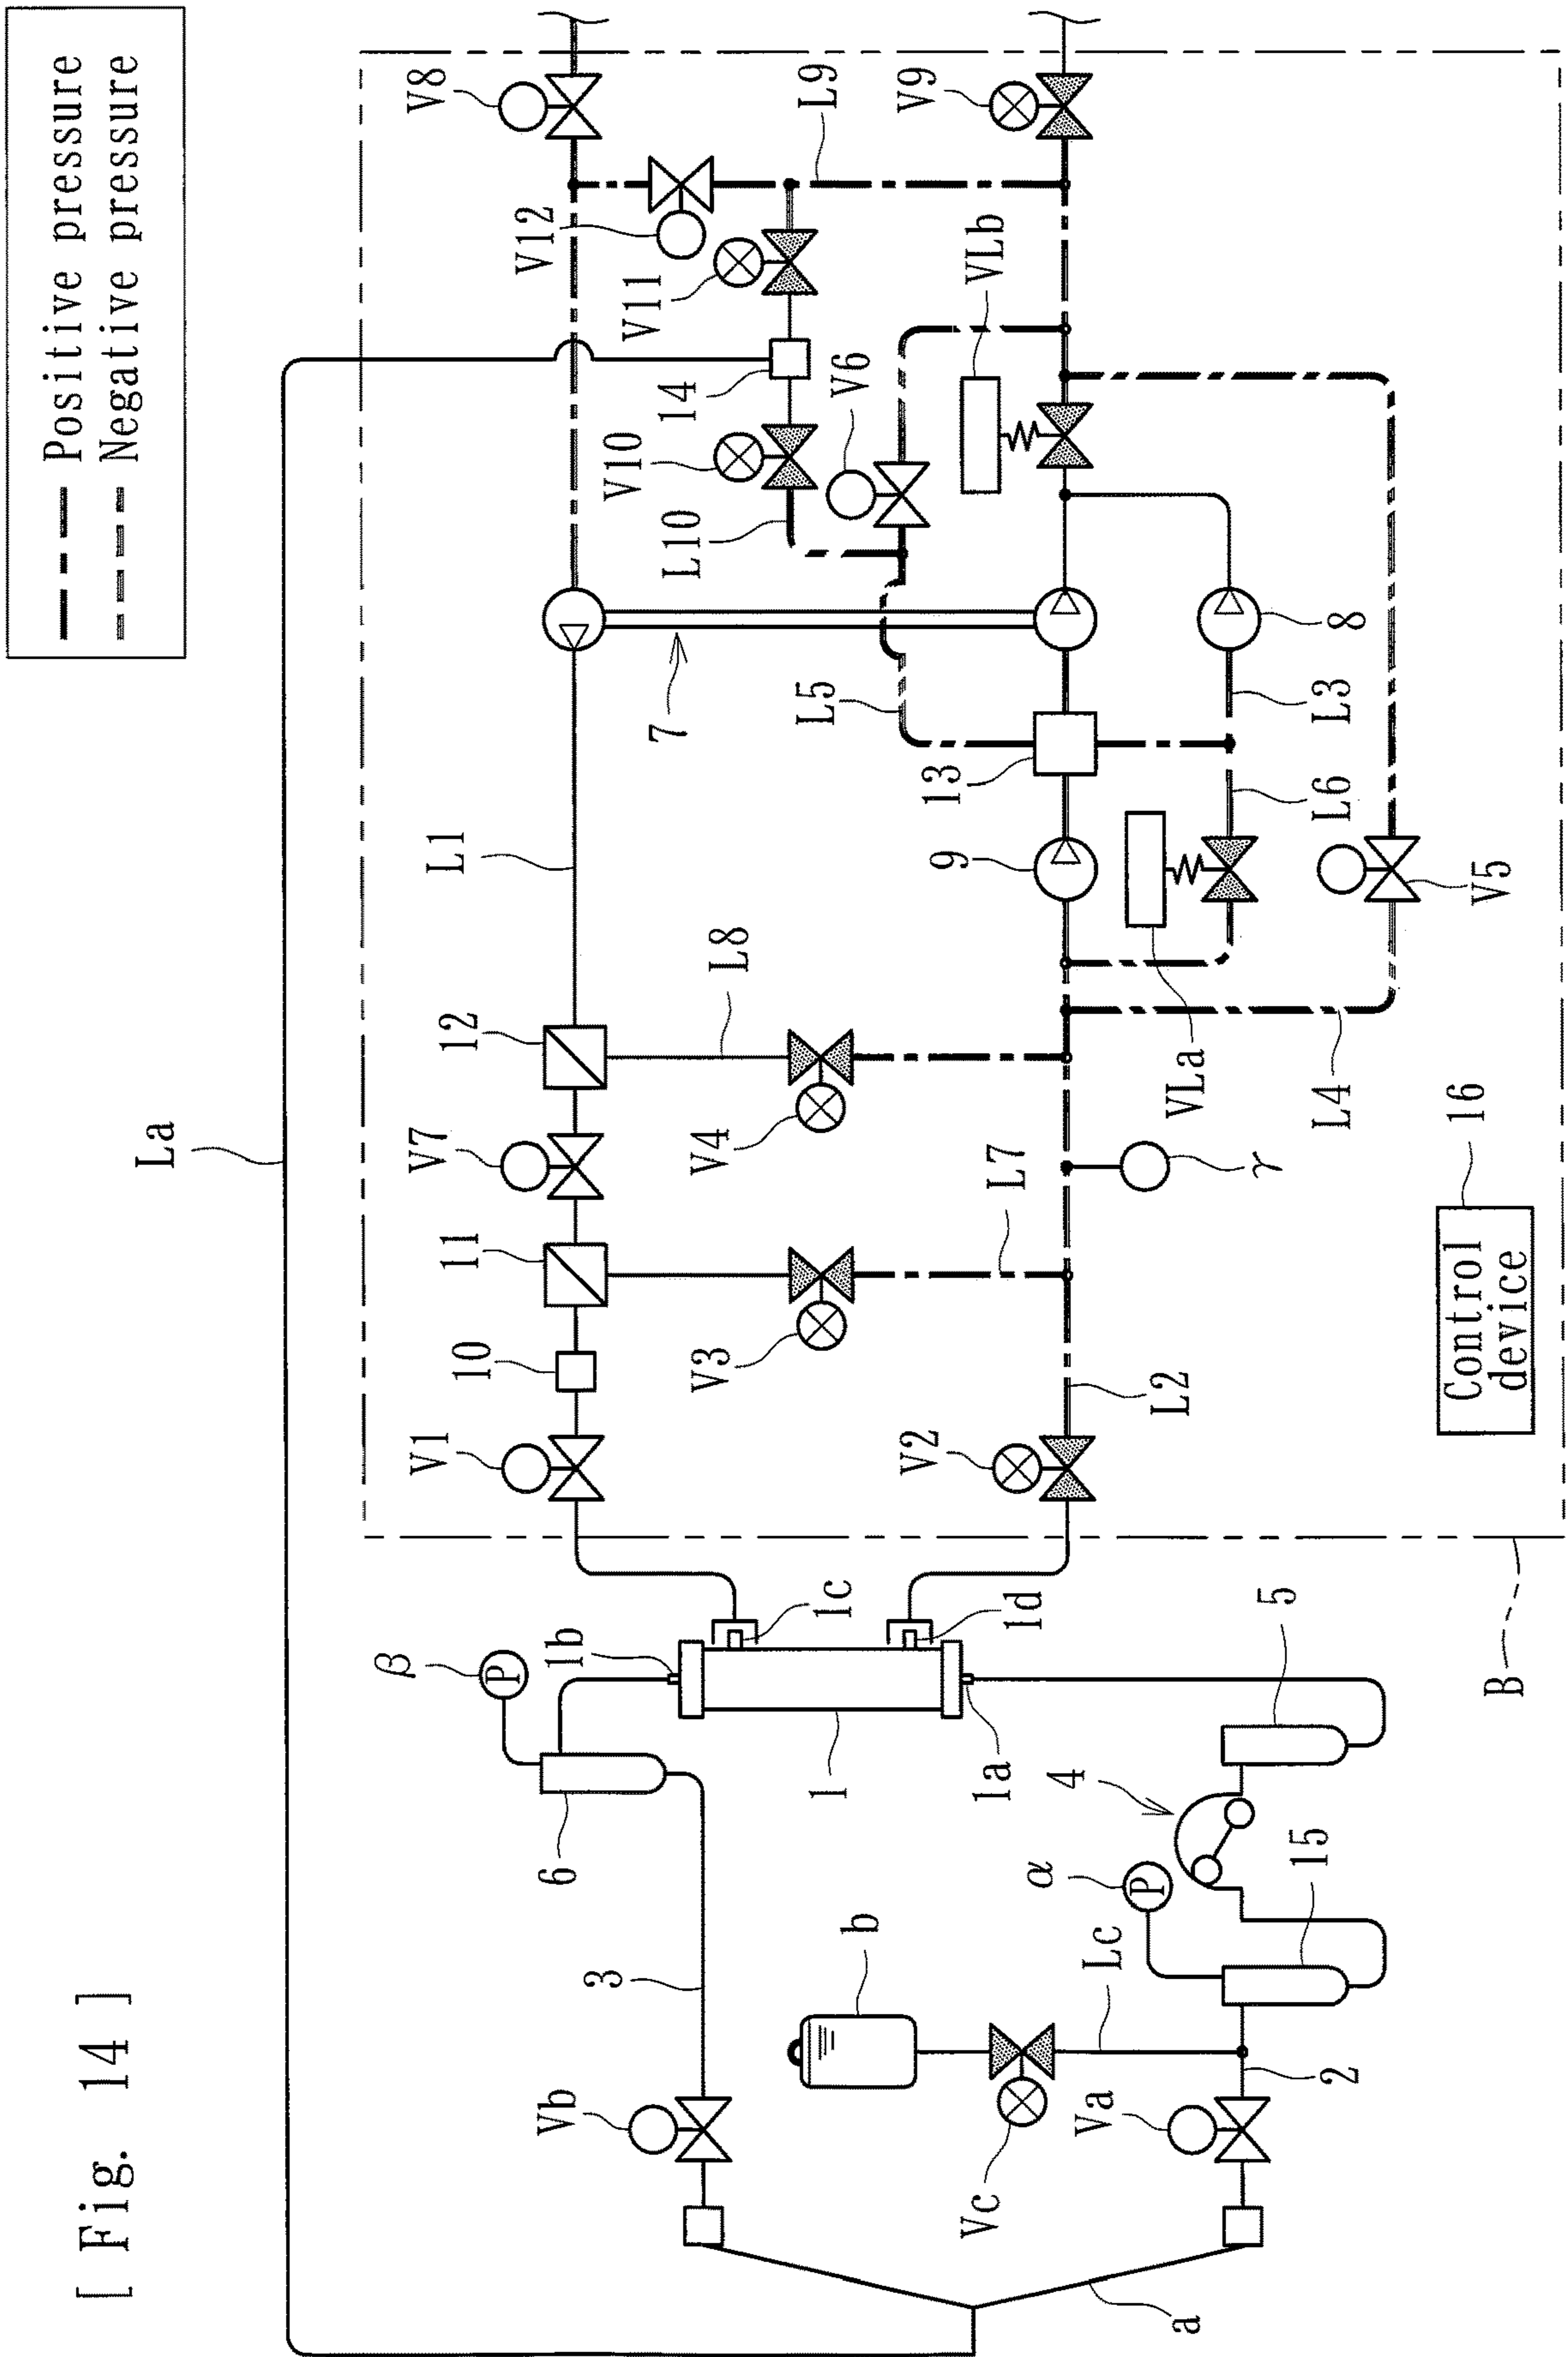 [ Fig. 14 ]
Positive pressure
Negative pressure
La
V8
V9
L9
V12
V11
VLb
14
V6
V10
L10
7
L5
8
L3
13
L6
L1
9
V5
12
L8
VLa
L4
V7
V4
L7
γ
16
11
10
V3
L2
Control
device
V1
V2
B
1c
1d
β
1b
5
1
1a
4
6
α
15
b
Lc
3
2
Vb
Va
Vc
a
P
P